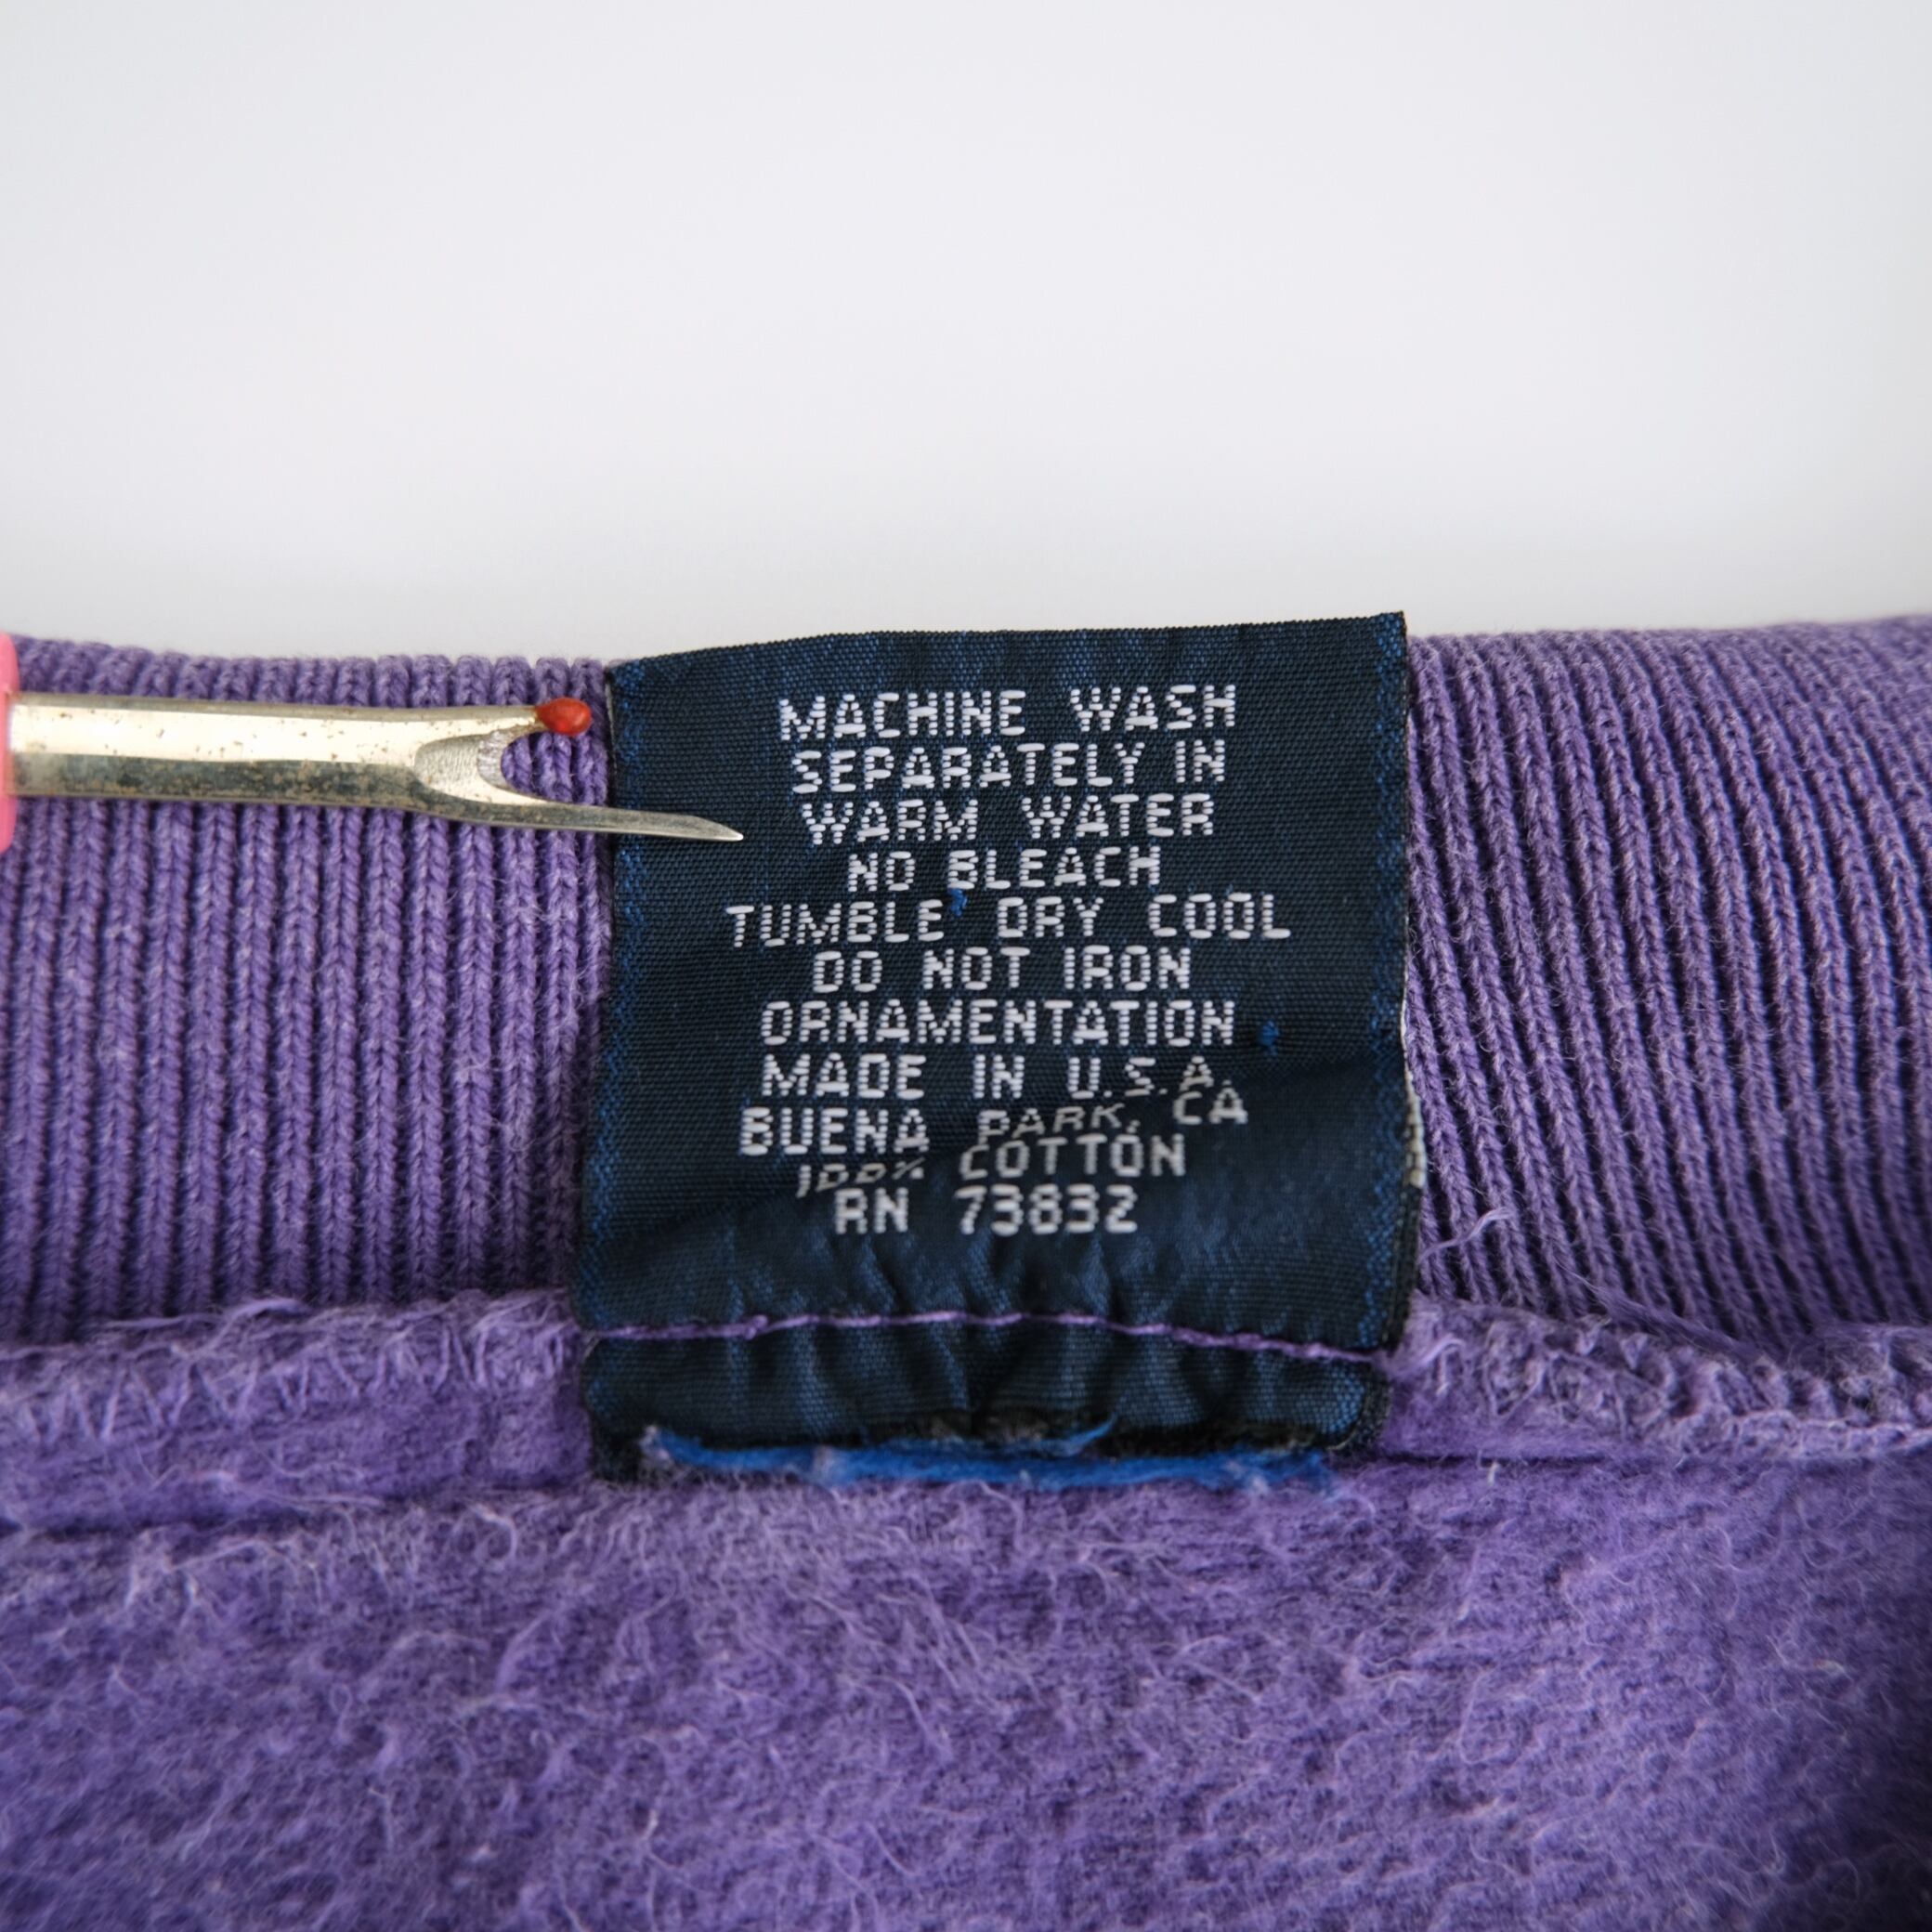 MACHINE WASH
SEPARATELY IN
WARM WATER
NO BLEACH
TUMBLE DRY COOL
DO NOT IRON
ORNAMENTATION
MADE IN U.S.A.
BUENA PARK, CA
100% COTTON
RN 73832